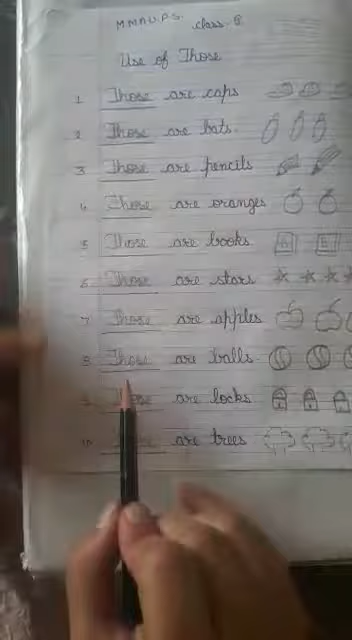 M.M.A.U.P.S. class-8
Use of Those
1 Those are caps
2 Those are bats.
3 Those are pencils
4 Those are oranges
5 Those are books
6 Those are stars
7 Those are apples
8 Those are balls
9 Those are locks
10 are trees